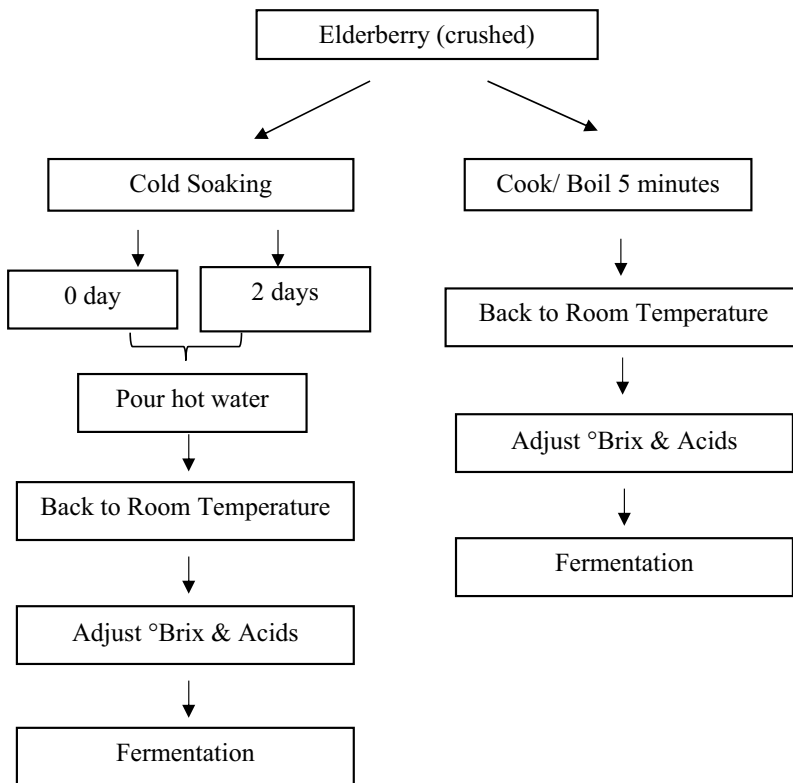 Elderberry (crushed)
Cold Soaking
0 day
2 days
Pour hot water
Back to Room Temperature
Adjust °Brix & Acids
Fermentation
Cook/ Boil 5 minutes
Back to Room Temperature
Adjust °Brix & Acids
Fermentation